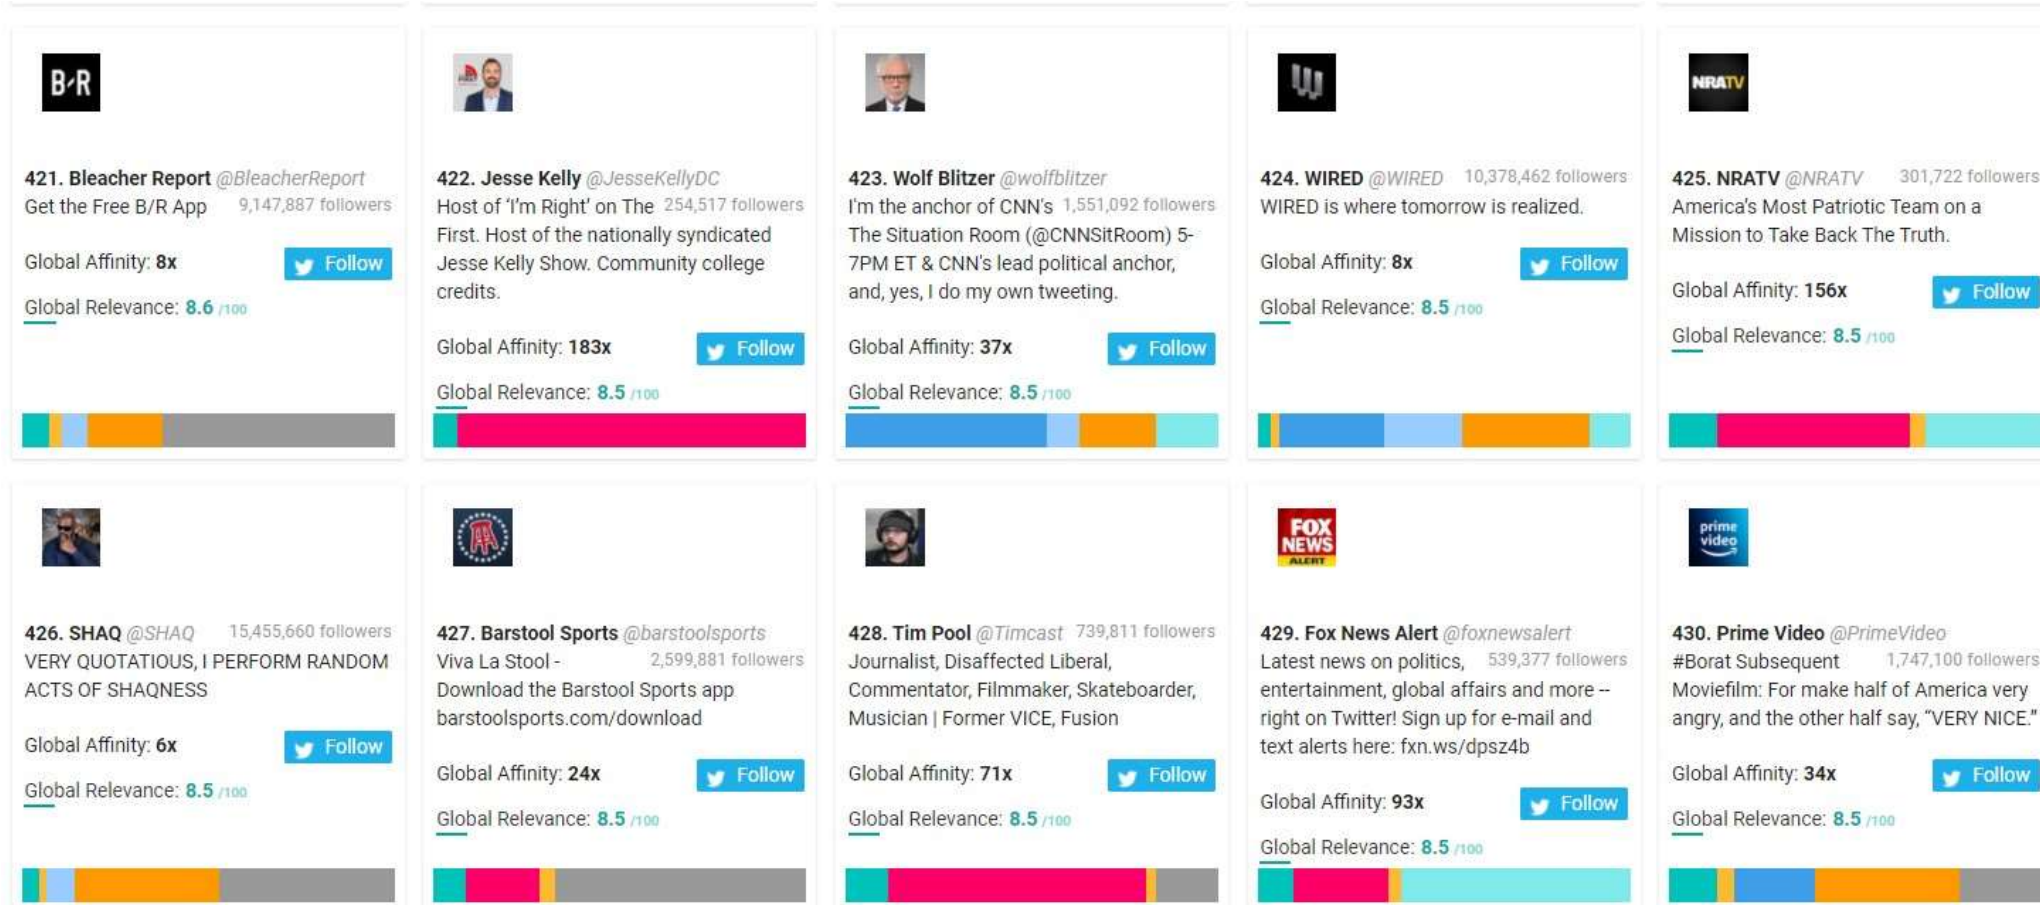 B/R
421. Bleacher Report @BleacherReport
Get the Free B/R App 9,147,887 followers
Global Affinity: 8x
Follow
Global Relevance: 8.6 /100
422. Jesse Kelly @JesseKellyDC
Host of ‘I'm Right’ on The 254,517 followers
First. Host of the nationally syndicated
Jesse Kelly Show. Community college
credits.
Global Affinity: 183x
Follow
Global Relevance: 8.5 /100
423. Wolf Blitzer @wolfblitzer
I'm the anchor of CNN's 1,551,092 followers
The Situation Room (@CNNSitRoom) 5-
7PM ET & CNN's lead political anchor,
and, yes, I do my own tweeting.
Global Affinity: 37x
Follow
Global Relevance: 8.5 /100
W
424. WIRED @WIRED 10,378,462 followers
WIRED is where tomorrow is realized.
Global Affinity: 8x
Follow
Global Relevance: 8.5 /100
NRATV
425. NRATV @NRATV 301,722 followers
America's Most Patriotic Team on a
Mission to Take Back The Truth.
Global Affinity: 156x
Follow
Global Relevance: 8.5 /100
426. SHAQ @SHAQ 15,455,660 followers
VERY QUOTATIOUS, I PERFORM RANDOM
ACTS OF SHAQNESS
Global Affinity: 6x
Follow
Global Relevance: 8.5 /100
427. Barstool Sports @barstoolsports
Viva La Stool - 2,599,881 followers
Download the Barstool Sports app
barstoolsports.com/download
Global Affinity: 24x
Follow
Global Relevance: 8.5 /100
428. Tim Pool @Timcast 739,811 followers
Journalist, Disaffected Liberal,
Commentator, Filmmaker, Skateboarder,
Musician | Former VICE, Fusion
Global Affinity: 71x
Follow
Global Relevance: 8.5 /100
FOX
NEWS
ALERT
429. Fox News Alert @foxnewsalert
Latest news on politics, 539,377 followers
entertainment, global affairs and more --
right on Twitter! Sign up for e-mail and
text alerts here: fxn.ws/dpsz4b
Global Affinity: 93x
Follow
Global Relevance: 8.5 /100
prime
video
430. Prime Video @PrimeVideo
#Borat Subsequent 1,747,100 followers
Moviefilm: For make half of America very
angry, and the other half say, “VERY NICE.”
Global Affinity: 34x
Follow
Global Relevance: 8.5 /100